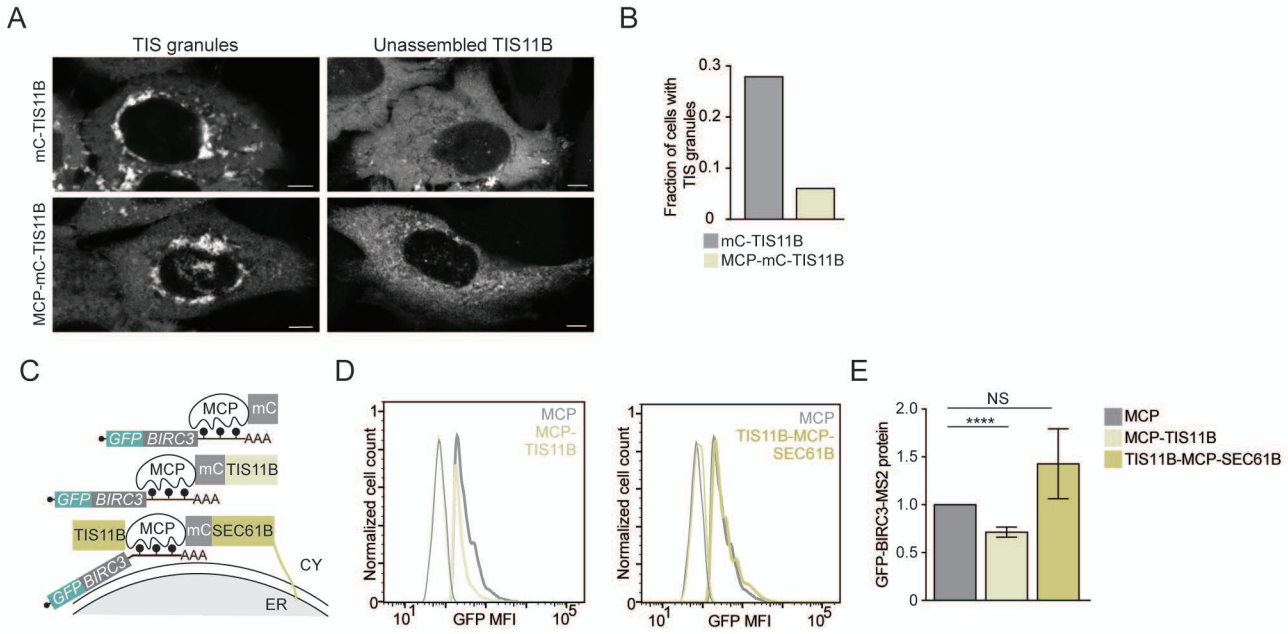 A
TIS granules
Unassembled TIS11B
mC-TIS11B
MCP-mC-TIS11B
B
Fraction of cells with
TIS granules
0.3
0.2
0.1
0
mC-TIS11B
MCP-mC-TIS11B
C
MCP
mC
GFP BIRC3
AAA
MCP
mC TIS11B
GFP BIRC3
AAA
TIS11B
MCP
mC SEC61B
GFP BIRC3
AAA
CY
ER
D
Normalized cell count
1
0
MCP
MCP-
TIS11B
10¹
GFP MFI
10⁵
Normalized cell count
1
0
MCP
TIS11B-MCP-
SEC61B
10¹
GFP MFI
10⁵
E
GFP-BIRC3-MS2 protein
2.0
1.5
1.0
0.5
0
NS
****
MCP
MCP-TIS11B
TIS11B-MCP-SEC61B